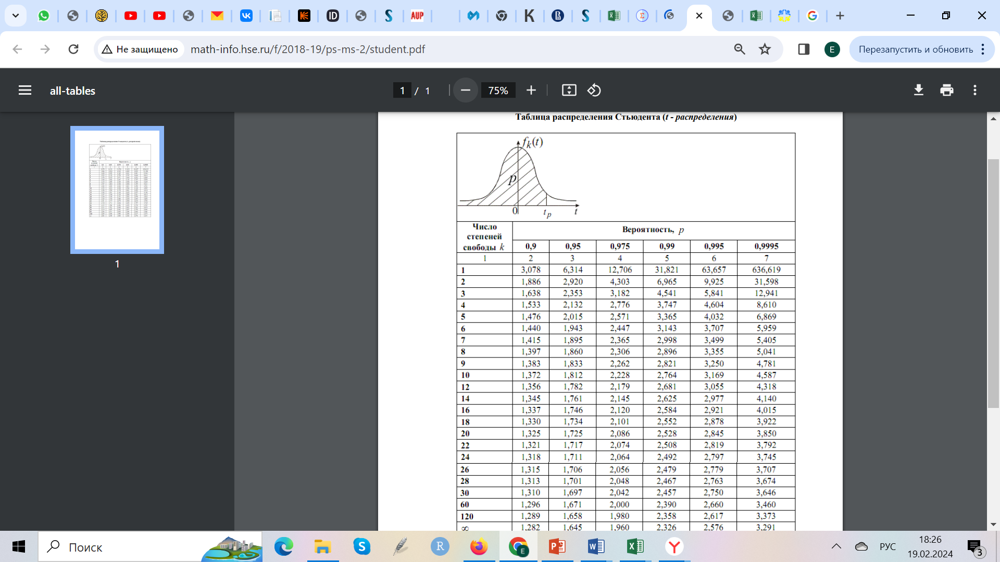 ID
AUP
K
Не защищено
math-info.hse.ru/f/2018-19/ps-ms-2/student.pdf
E
Перезапустить и обновить
all-tables
1 / 1
75%
Таблица распределения Стьюдента (t - распределения)
f_k(t)
p
0 t_p t
Число степеней свободы k
Вероятность, p
0,9 0,95 0,975 0,99 0,995 0,9995
1 2 3 4 5 6 7
1 3,078 6,314 12,706 31,821 63,657 636,619
2 1,886 2,920 4,303 6,965 9,925 31,598
3 1,638 2,353 3,182 4,541 5,841 12,941
4 1,533 2,132 2,776 3,747 4,604 8,610
5 1,476 2,015 2,571 3,365 4,032 6,869
6 1,440 1,943 2,447 3,143 3,707 5,959
7 1,415 1,895 2,365 2,998 3,499 5,405
8 1,397 1,860 2,306 2,896 3,355 5,041
9 1,383 1,833 2,262 2,821 3,250 4,781
10 1,372 1,812 2,228 2,764 3,169 4,587
12 1,356 1,782 2,179 2,681 3,055 4,318
14 1,345 1,761 2,145 2,625 2,977 4,140
16 1,337 1,746 2,120 2,584 2,921 4,015
18 1,330 1,734 2,101 2,552 2,878 3,922
20 1,325 1,725 2,086 2,528 2,845 3,850
22 1,321 1,717 2,074 2,508 2,819 3,792
24 1,318 1,711 2,064 2,492 2,797 3,745
26 1,315 1,706 2,056 2,479 2,779 3,707
28 1,313 1,701 2,048 2,467 2,763 3,674
30 1,310 1,697 2,042 2,457 2,750 3,646
60 1,296 1,671 2,000 2,390 2,660 3,460
120 1,289 1,658 1,980 2,358 2,617 3,373
∞ 1,282 1,645 1,960 2,326 2,576 3,291
1
Поиск
РУС
18:26
19.02.2024
3